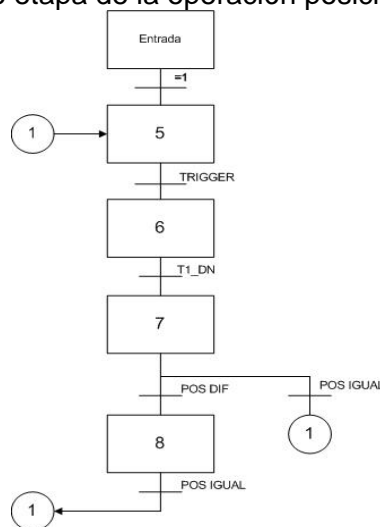 etapa de la operación posici
Entrada
=1
1
5
TRIGGER
6
T1_DN
7
POS DIF
POS IGUAL
8
1
POS IGUAL
1